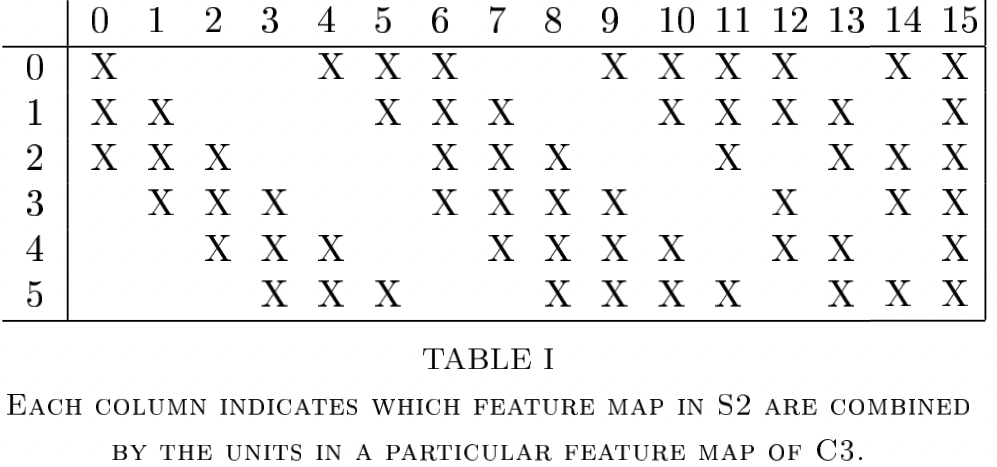 0 1 2 3 4 5 6 7 8 9 10 11 12 13 14 15
0 X X X X X X X X X X
1 X X X X X X X X X X
2 X X X X X X X X X X
3 X X X X X X X X X X
4 X X X X X X X X X X
5 X X X X X X X X X X
TABLE I
EACH COLUMN INDICATES WHICH FEATURE MAP IN S2 ARE COMBINED
BY THE UNITS IN A PARTICULAR FEATURE MAP OF C3.